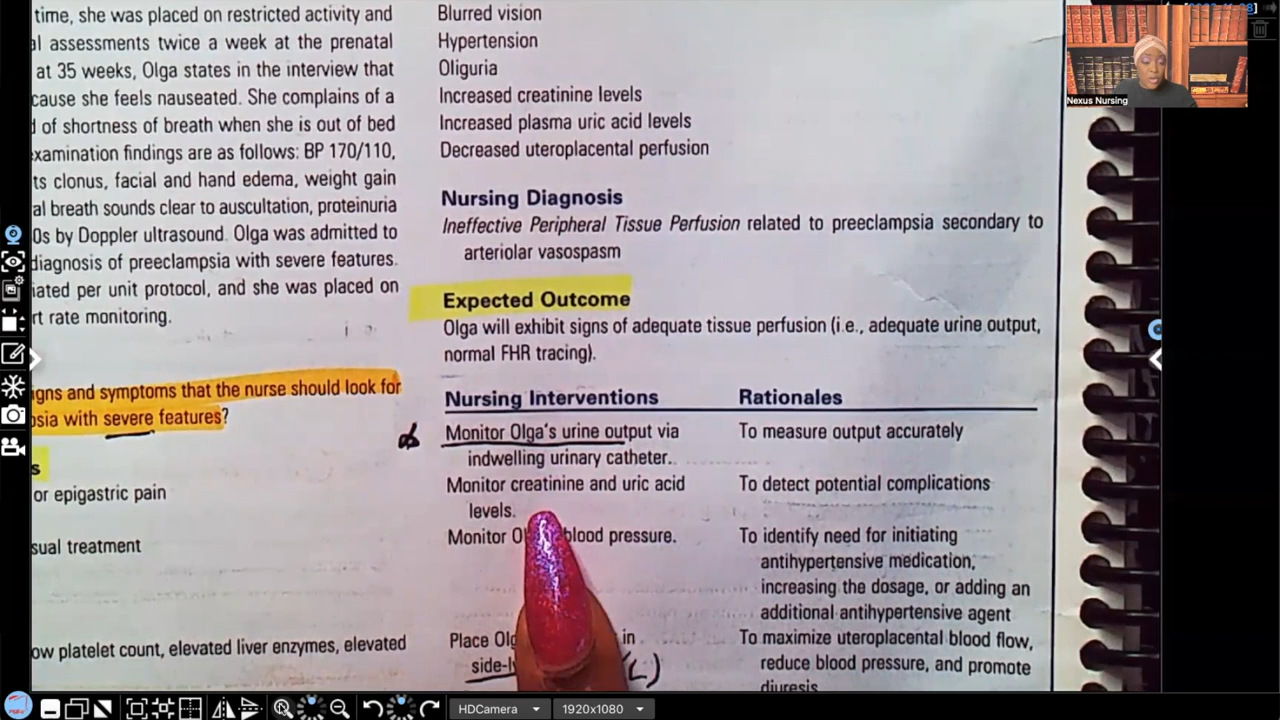 time, she was placed on restricted activity and
assessments twice a week at the prenatal
at 35 weeks, Olga states in the interview that
cause she feels nauseated. She complains of a
of shortness of breath when she is out of bed
examination findings are as follows: BP 170/110,
ts clonus, facial and hand edema, weight gain
al breath sounds clear to auscultation, proteinuria
0s by Doppler ultrasound. Olga was admitted to
diagnosis of preeclampsia with severe features.
iated per unit protocol, and she was placed on
rt rate monitoring.
igns and symptoms that the nurse should look for
sia with severe features?
s
or epigastric pain
sual treatment
ow platelet count, elevated liver enzymes, elevated
Blurred vision
Hypertension
Oliguria
Increased creatinine levels
Increased plasma uric acid levels
Decreased uteroplacental perfusion
Nursing Diagnosis
Ineffective Peripheral Tissue Perfusion related to preeclampsia secondary to
arteriolar vasospasm
Expected Outcome
Olga will exhibit signs of adequate tissue perfusion (i.e., adequate urine output,
normal FHR tracing).
Nursing Interventions Rationales
Monitor Olga's urine output via To measure output accurately
indwelling urinary catheter.
Monitor creatinine and uric acid To detect potential complications
levels.
Monitor blood pressure. To identify need for initiating
antihypertensive medication,
increasing the dosage, or adding an
additional antihypertensive agent
Place in To maximize uteroplacental blood flow,
side-l (L) reduce blood pressure, and promote
diuresis
Nexus Nursing
HDCamera 1920x1080